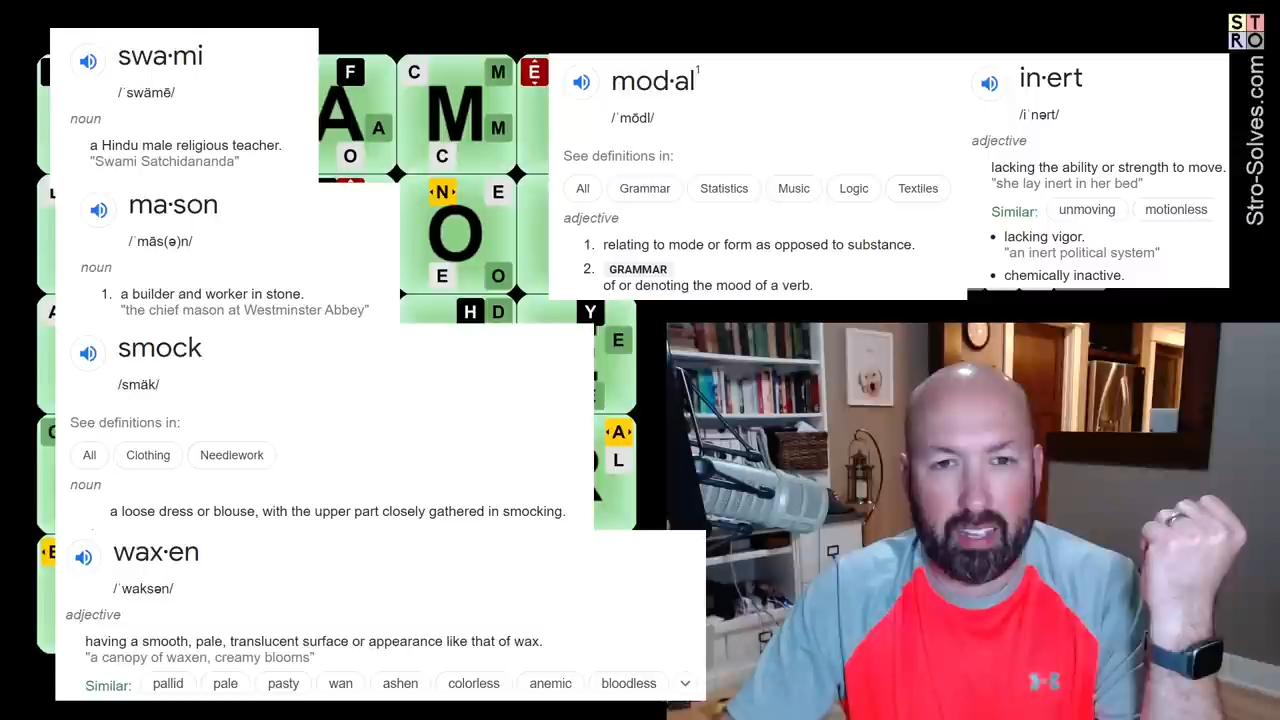 swa·mi
/ˈswämē/
noun
a Hindu male religious teacher.
"Swami Satchidananda"
ma·son
/ˈmās(ə)n/
noun
1. a builder and worker in stone.
"the chief mason at Westminster Abbey"
smock
/smäk/
See definitions in:
All Clothing Needlework
noun
a loose dress or blouse, with the upper part closely gathered in smocking.
wax·en
/ˈwaksən/
adjective
having a smooth, pale, translucent surface or appearance like that of wax.
"a canopy of waxen, creamy blooms"
Similar: pallid pale pasty wan ashen colorless anemic bloodless
F
A A
O
C M
M M
C
E
N E
O
E O
H D
Y
E
A
L
E
mod·al¹
/ˈmōdl/
See definitions in:
All Grammar Statistics Music Logic Textiles
adjective
1. relating to mode or form as opposed to substance.
2. GRAMMAR
of or denoting the mood of a verb.
in·ert
/iˈnərt/
adjective
lacking the ability or strength to move.
"she lay inert in her bed"
Similar: unmoving motionless
• lacking vigor.
"an inert political system"
• chemically inactive.
ST
RO
Stro-Solves.com